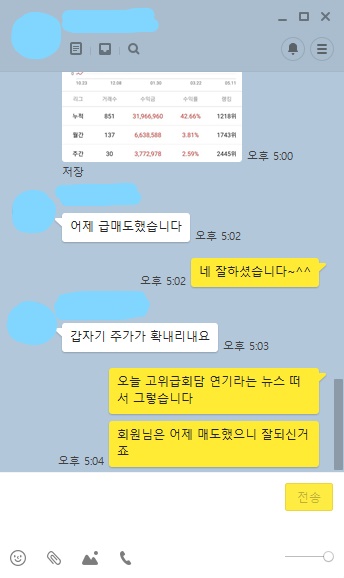 10.23 12.08 01.30 03.22 05.11
리그 거래수 수익금 수익률 랭킹
누적 851 31,966,960 42.66% 1218위
월간 137 6,638,588 3.81% 1743위
주간 30 3,772,978 2.59% 2445위
오후 5:00
저장
어제 급매도했습니다
오후 5:02
네 잘하셨습니다~^^
오후 5:02
갑자기 주가가 확내리내요
오후 5:03
오늘 고위급회담 연기라는 뉴스 떠
서 그렇습니다
회원님은 어제 매도했으니 잘되신거
죠
오후 5:04
전송